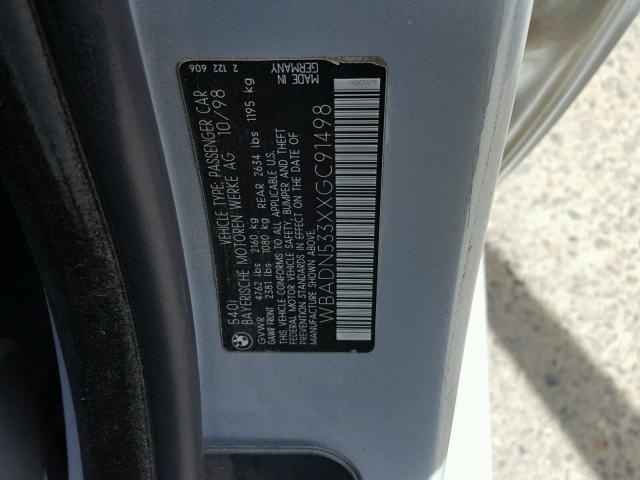 540i VEHICLE TYPE: PASSENGER CAR 2 122 606
BAYERISCHE MOTOREN WERKE AG 10/98
GVWR 4762 lbs 2160 kg
GAWR FRONT 2381 lbs 1080 kg REAR 2634 lbs 1195 kg
THIS VEHICLE CONFORMS TO ALL APPLICABLE U.S.
FEDERAL MOTOR VEHICLE SAFETY, BUMPER AND THEFT
PREVENTION STANDARDS IN EFFECT ON THE DATE OF
MANUFACTURE SHOWN ABOVE.
MADE IN
GERMANY
WBADN533XXGC91498